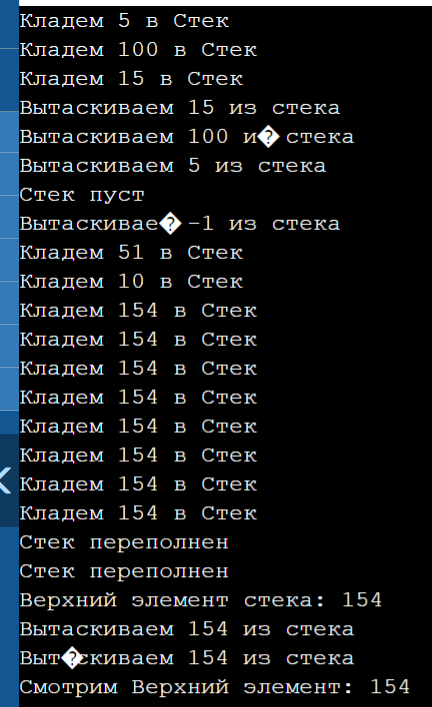 Кладем 5 в Стек
Кладем 100 в Стек
Кладем 15 в Стек
Вытаскиваем 15 из стека
Вытаскиваем 100 и� стека
Вытаскиваем 5 из стека
Стек пуст
Вытаскивае� -1 из стека
Кладем 51 в Стек
Кладем 10 в Стек
Кладем 154 в Стек
Кладем 154 в Стек
Кладем 154 в Стек
Кладем 154 в Стек
Кладем 154 в Стек
Кладем 154 в Стек
Кладем 154 в Стек
Кладем 154 в Стек
Стек переполнен
Стек переполнен
Верхний элемент стека: 154
Вытаскиваем 154 из стека
Выт�скиваем 154 из стека
Смотрим Верхний элемент: 154